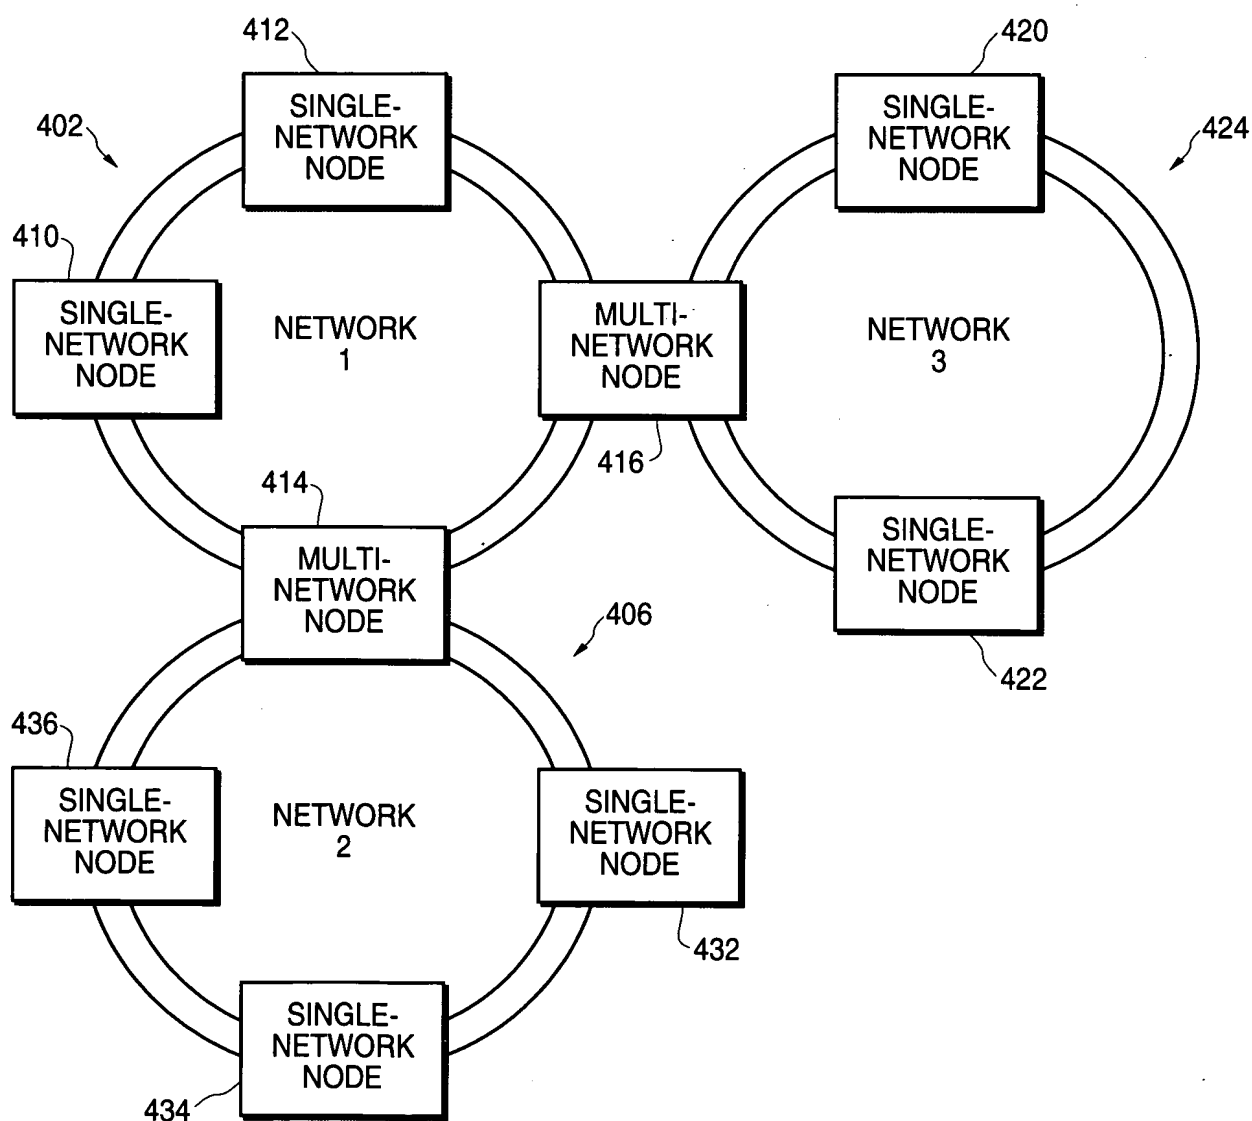 412
420
402
SINGLE-
NETWORK
NODE
SINGLE-
NETWORK
NODE
424
410
SINGLE-
NETWORK
NODE
NETWORK
1
MULTI-
NETWORK
NODE
NETWORK
3
416
414
MULTI-
NETWORK
NODE
SINGLE-
NETWORK
NODE
406
422
436
SINGLE-
NETWORK
NODE
NETWORK
2
SINGLE-
NETWORK
NODE
432
SINGLE-
NETWORK
NODE
434